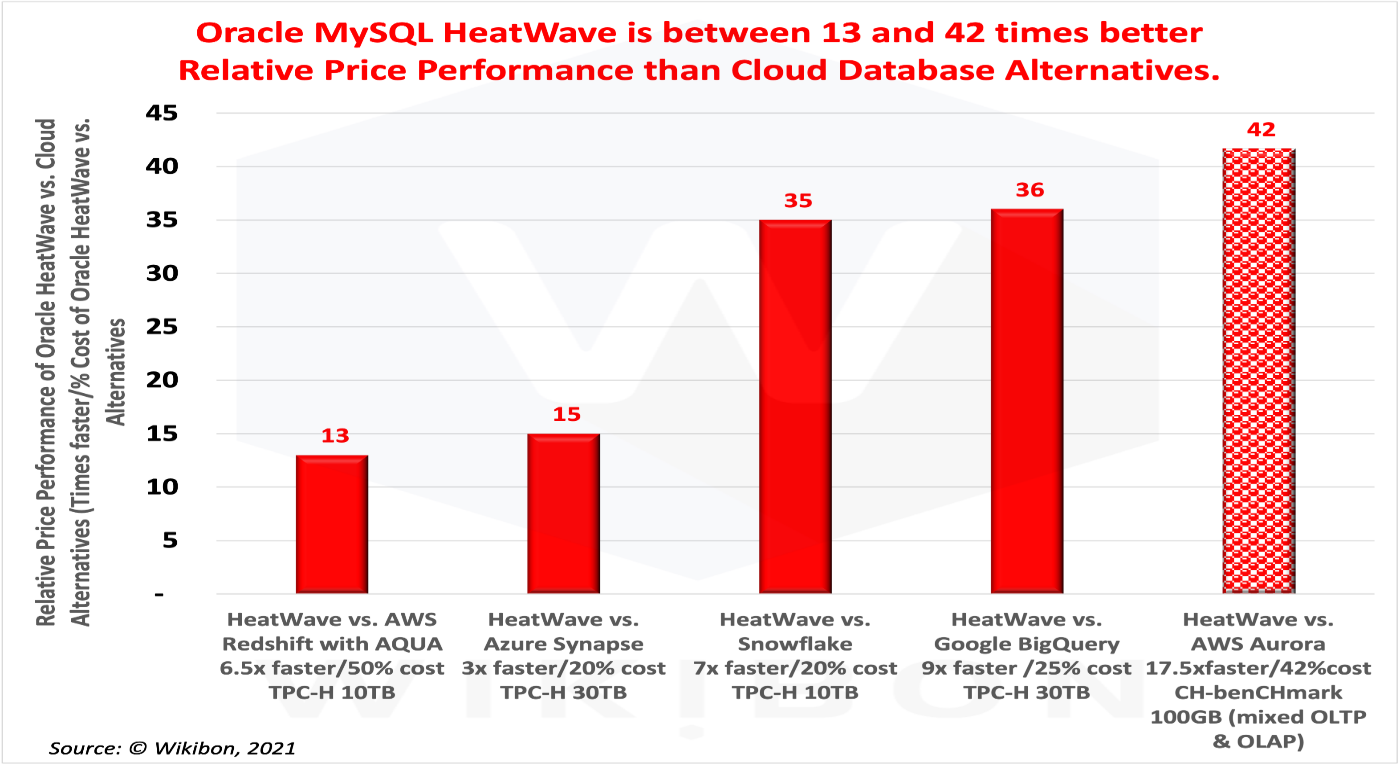 Oracle MySQL HeatWave is between 13 and 42 times better
Relative Price Performance than Cloud Database Alternatives.
Relative Price Performance of Oracle HeatWave vs. Cloud
Alternatives (Times faster/% Cost of Oracle HeatWave vs.
Alternatives
45
40
35
30
25
20
15
10
5
-
13
15
35
36
42
HeatWave vs. AWS
Redshift with AQUA
6.5x faster/50% cost
TPC-H 10TB
HeatWave vs.
Azure Synapse
3x faster/20% cost
TPC-H 30TB
HeatWave vs.
Snowflake
7x faster/20% cost
TPC-H 10TB
HeatWave vs.
Google BigQuery
9x faster /25% cost
TPC-H 30TB
HeatWave vs.
AWS Aurora
17.5xfaster/42%cost
CH-benCHmark
100GB (mixed OLTP
& OLAP)
WIKIBON
Source: © Wikibon, 2021